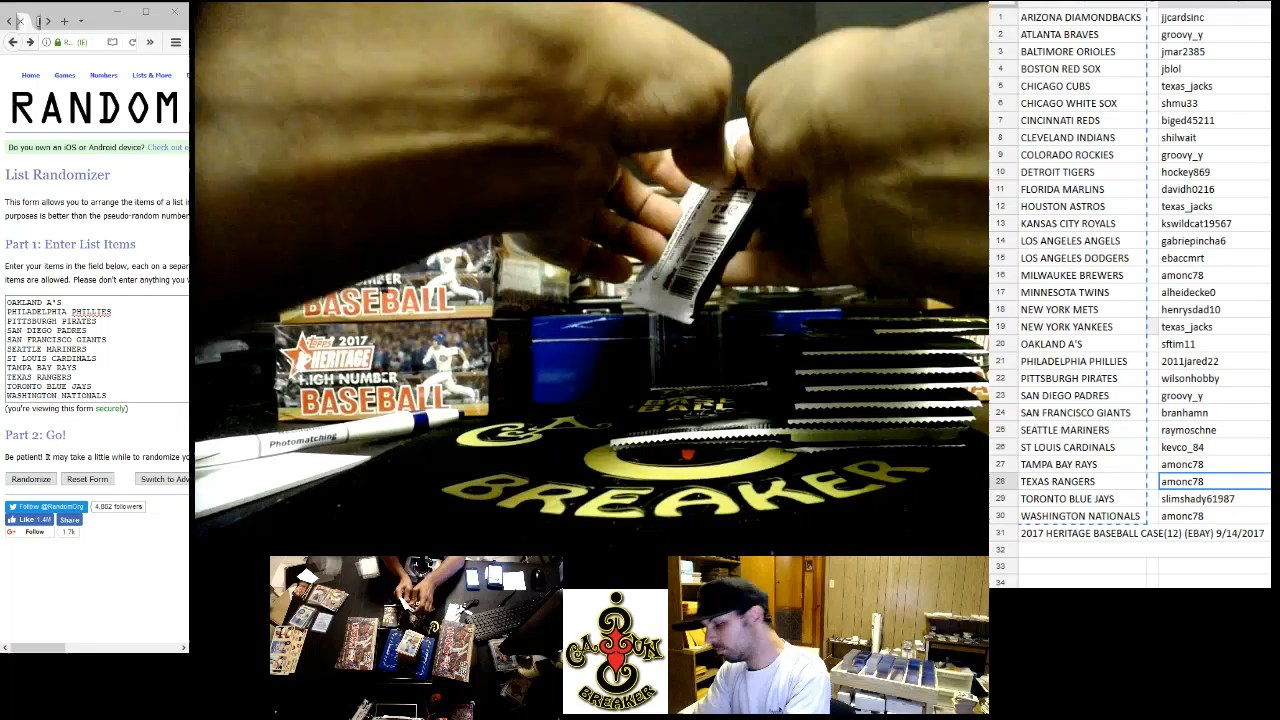 R... (IE)
Home Games Numbers Lists & More
RANDOM
Do you own an iOS or Android device? Check out
List Randomizer
This form allows you to arrange the items of a list i
purposes is better than the pseudo-random number
Part 1: Enter List Items
Enter your items in the field below, each on a separ
items are allowed. Please don't enter anything you v
OAKLAND A'S
PHILADELPHIA PHILLIES
PITTSBURGH PIRATES
SAN DIEGO PADRES
SAN FRANCISCO GIANTS
SEATTLE MARINERS
ST LOUIS CARDINALS
TAMPA BAY RAYS
TEXAS RANGERS
TORONTO BLUE JAYS
WASHINGTON NATIONALS
(you're viewing this form securely)
Part 2: Go!
Be patient! It may take a little while to randomize yo
Randomize Reset Form Switch to Adv
Follow @RandomOrg 4,882 followers
Like 1.4M Share
Follow 1.7k
BASEBALL
Topps 2017
HERITAGE
HIGH NUMBER
BASEBALL
Photomatching
BASE
BALL
BREAKER
CAJUN
BREAKER
1 ARIZONA DIAMONDBACKS jjcardsinc
2 ATLANTA BRAVES groovy_y
3 BALTIMORE ORIOLES jmar2385
4 BOSTON RED SOX jblol
5 CHICAGO CUBS texas_jacks
6 CHICAGO WHITE SOX shmu33
7 CINCINNATI REDS biged45211
8 CLEVELAND INDIANS shilwait
9 COLORADO ROCKIES groovy_y
10 DETROIT TIGERS hockey869
11 FLORIDA MARLINS davidh0216
12 HOUSTON ASTROS texas_jacks
13 KANSAS CITY ROYALS kswildcat19567
14 LOS ANGELES ANGELS gabriepincha6
15 LOS ANGELES DODGERS ebaccmrt
16 MILWAUKEE BREWERS amonc78
17 MINNESOTA TWINS alheidecke0
18 NEW YORK METS henrysdad10
19 NEW YORK YANKEES texas_jacks
20 OAKLAND A'S sftim11
21 PHILADELPHIA PHILLIES 2011jared22
22 PITTSBURGH PIRATES wilsonhobby
23 SAN DIEGO PADRES groovy_y
24 SAN FRANCISCO GIANTS branhamn
25 SEATTLE MARINERS raymoschne
26 ST LOUIS CARDINALS kevco_84
27 TAMPA BAY RAYS amonc78
28 TEXAS RANGERS amonc78
29 TORONTO BLUE JAYS slimshady61987
30 WASHINGTON NATIONALS amonc78
31 2017 HERITAGE BASEBALL CASE(12) (EBAY) 9/14/2017
32
33
34